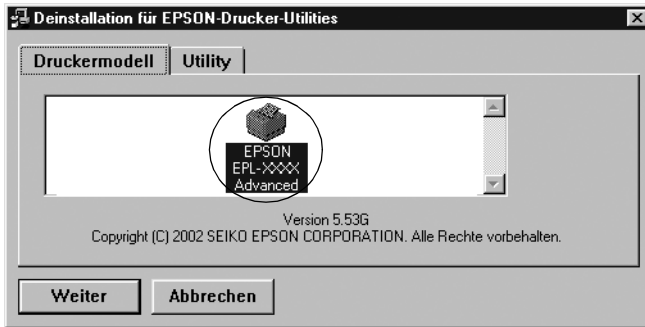 Deinstallation für EPSON-Drucker-Utilities
Druckermodell Utility
EPSON
EPL-XXXX
Advanced
Version 5.53G
Copyright (C) 2002 SEIKO EPSON CORPORATION. Alle Rechte vorbehalten.
Weiter Abbrechen